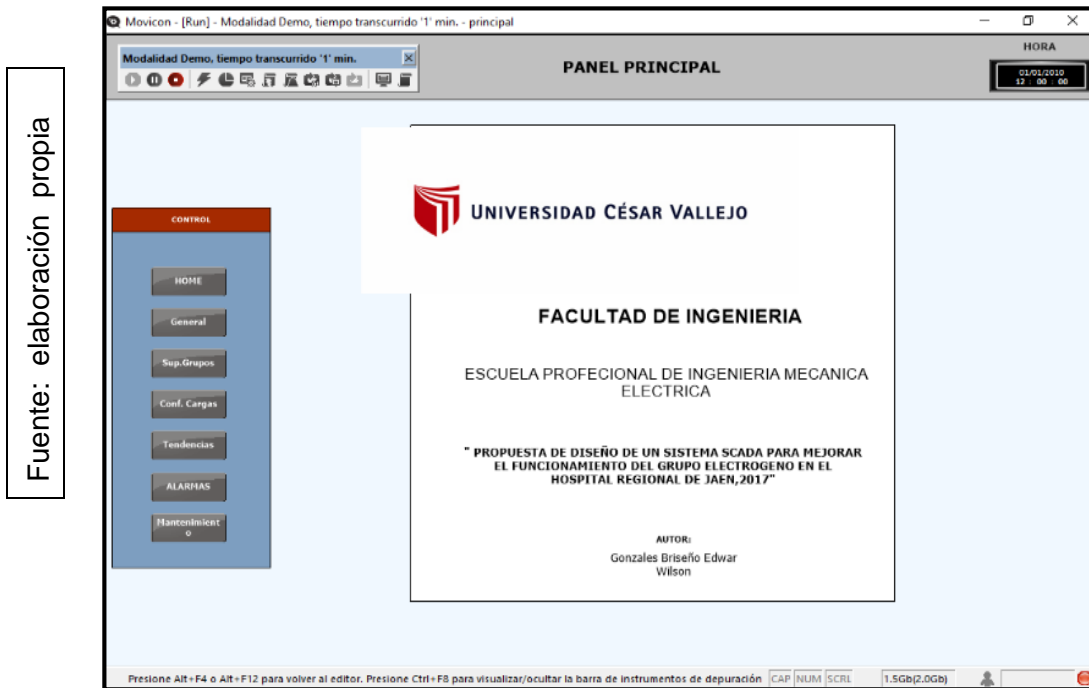 Movicon - [Run] - Modalidad Demo, tiempo transcurrido '1' min. - principal
Modalidad Demo, tiempo transcurrido '1' min.
PANEL PRINCIPAL
HORA
01/01/2010
12 : 00 : 00
Fuente: elaboración propia
CONTROL
HOME
General
Sup.Grupos
Conf. Cargas
Tendencias
ALARMAS
Mantenimient
o
UNIVERSIDAD CÉSAR VALLEJO
FACULTAD DE INGENIERIA
ESCUELA PROFECIONAL DE INGENIERIA MECANICA
ELECTRICA
" PROPUESTA DE DISEÑO DE UN SISTEMA SCADA PARA MEJORAR
EL FUNCIONAMIENTO DEL GRUPO ELECTROGENO EN EL
HOSPITAL REGIONAL DE JAEN,2017"
AUTOR:
Gonzales Briseño Edwar
Wilson
Presione Alt+F4 o Alt+F12 para volver al editor. Presione Ctrl+F8 para visualizar/ocultar la barra de instrumentos de depuración CAP NUM SCRL 1.5Gb(2.0Gb)